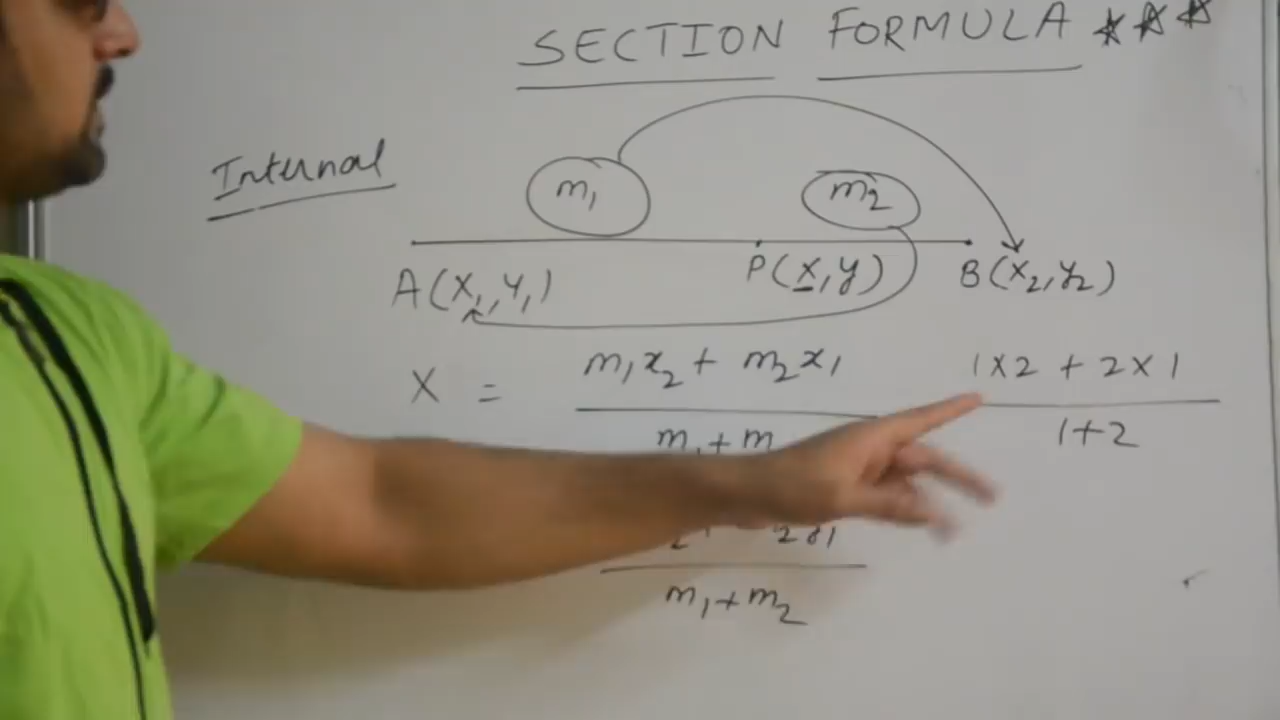 SECTION FORMULA ***
Internal
m₁ m₂
A(x₁,y₁) P(x,y) B(x₂,y₂)
X = m₁x₂ + m₂x₁ 1×2 + 2×1
m₁+m 1+2
m₁+m₂